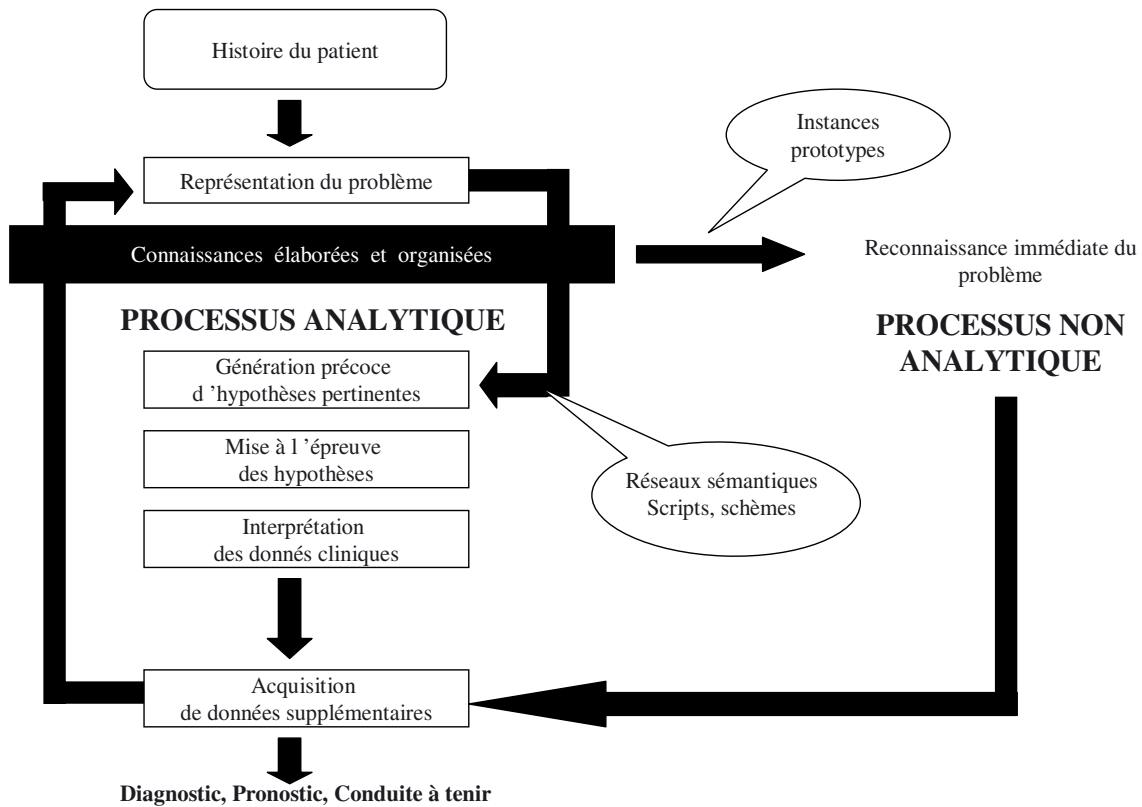 Histoire du patient
Instances
prototypes
Représentation du problème
Connaissances élaborées et organisées
Reconnaissance immédiate du
problème
PROCESSUS ANALYTIQUE
PROCESSUS NON
ANALYTIQUE
Génération précoce
d 'hypothèses pertinentes
Mise à l 'épreuve
des hypothèses
Réseaux sémantiques
Scripts, schèmes
Interprétation
des donnés cliniques
Acquisition
de données supplémentaires
Diagnostic, Pronostic, Conduite à tenir